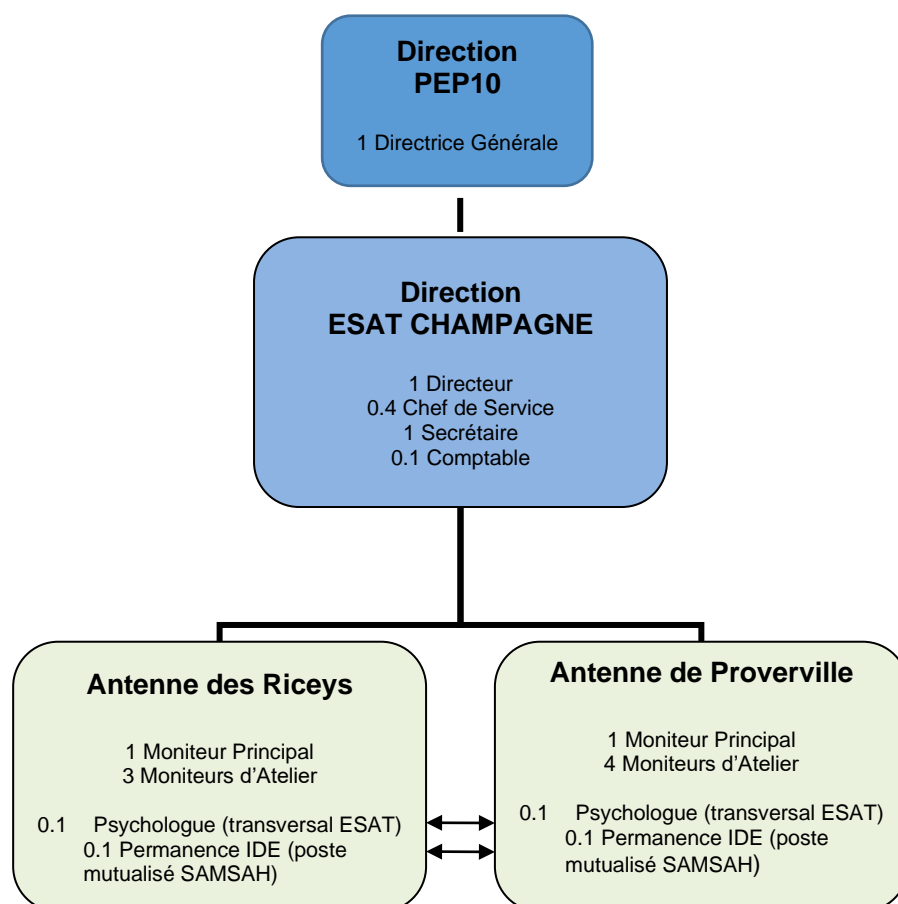 Direction
PEP10
1 Directrice Générale
Direction
ESAT CHAMPAGNE
1 Directeur
0.4 Chef de Service
1 Secrétaire
0.1 Comptable
Antenne des Riceys
1 Moniteur Principal
3 Moniteurs d’Atelier
0.1 Psychologue (transversal ESAT)
0.1 Permanence IDE (poste
mutualisé SAMSAH)
Antenne de Proverville
1 Moniteur Principal
4 Moniteurs d’Atelier
0.1 Psychologue (transversal ESAT)
0.1 Permanence IDE (poste
mutualisé SAMSAH)